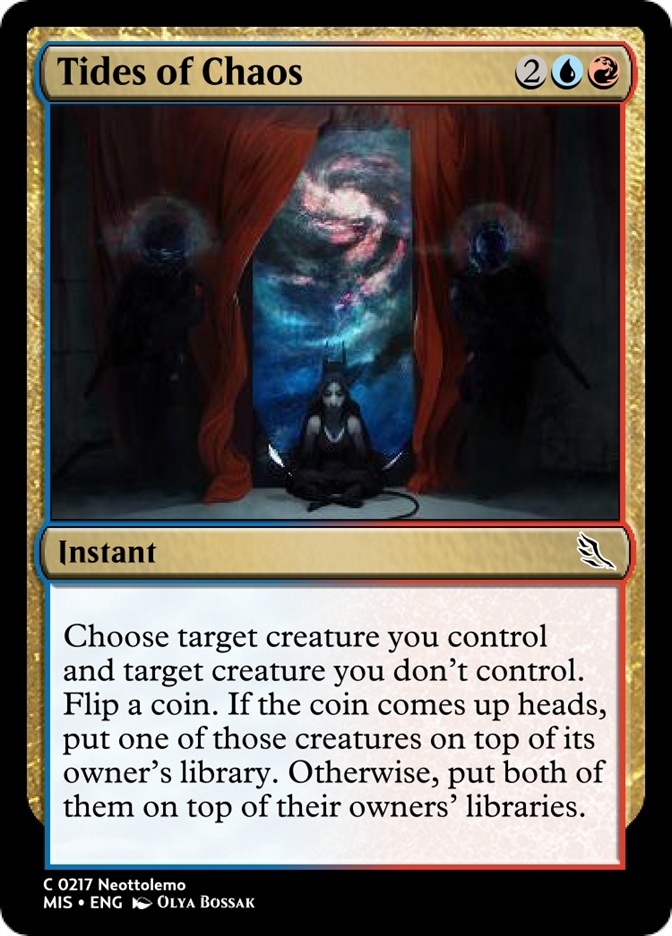 Tides of Chaos 2
Instant
Choose target creature you control
and target creature you don't control.
Flip a coin. If the coin comes up heads,
put one of those creatures on top of its
owner's library. Otherwise, put both of
them on top of their owners' libraries.
C 0217 Neottolemo
MIS • ENG Olya Bossak